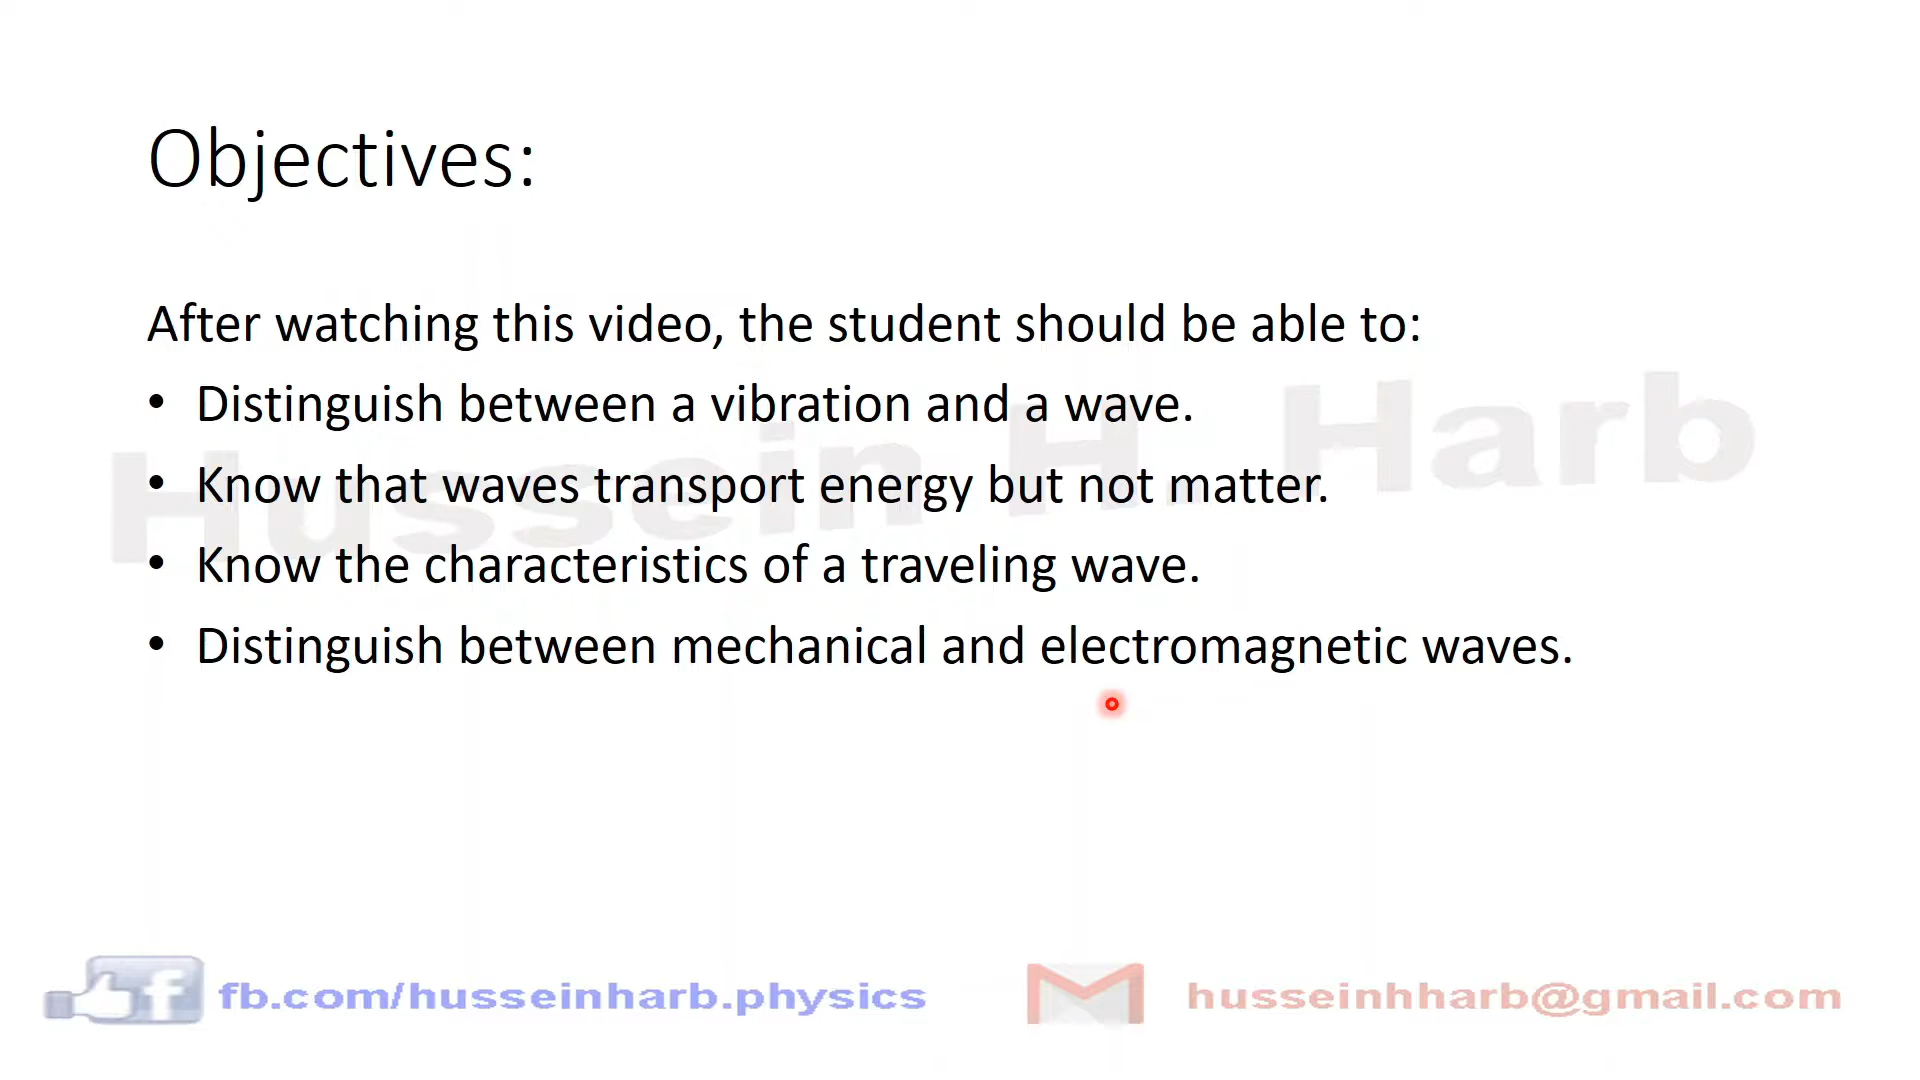 Objectives:
After watching this video, the student should be able to:
• Distinguish between a vibration and a wave.
• Know that waves transport energy but not matter.
• Know the characteristics of a traveling wave.
• Distinguish between mechanical and electromagnetic waves.
Hussein H. Harb
fb.com/husseinharb.physics
husseinhharb@gmail.com